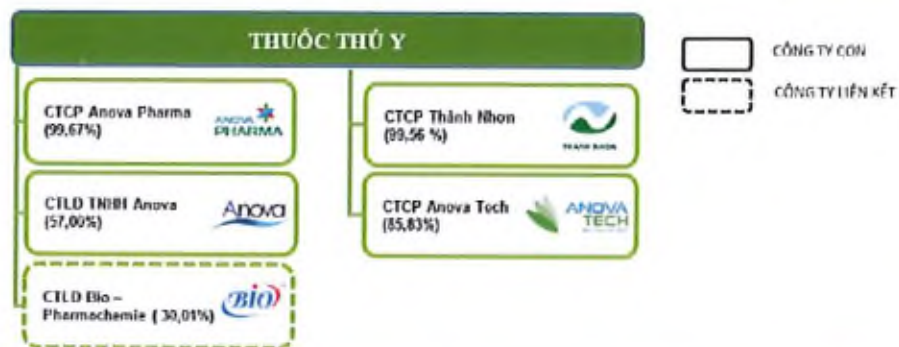 THUỐC THÚ Y
CÔNG TY CON
CÔNG TY LIÊN KẾT
CTCP Anova Pharma
(99,67%)
ANOVA
PHARMA
CTLD TNHH Anova
(57,00%)
Anova
CTLD Bio –
Pharmachemie ( 30,01%)
BIO
CTCP Thành Nhơn
(99,56 %)
THANH NHON
CTCP Anova Tech
(85,83%)
ANOVA
TECH